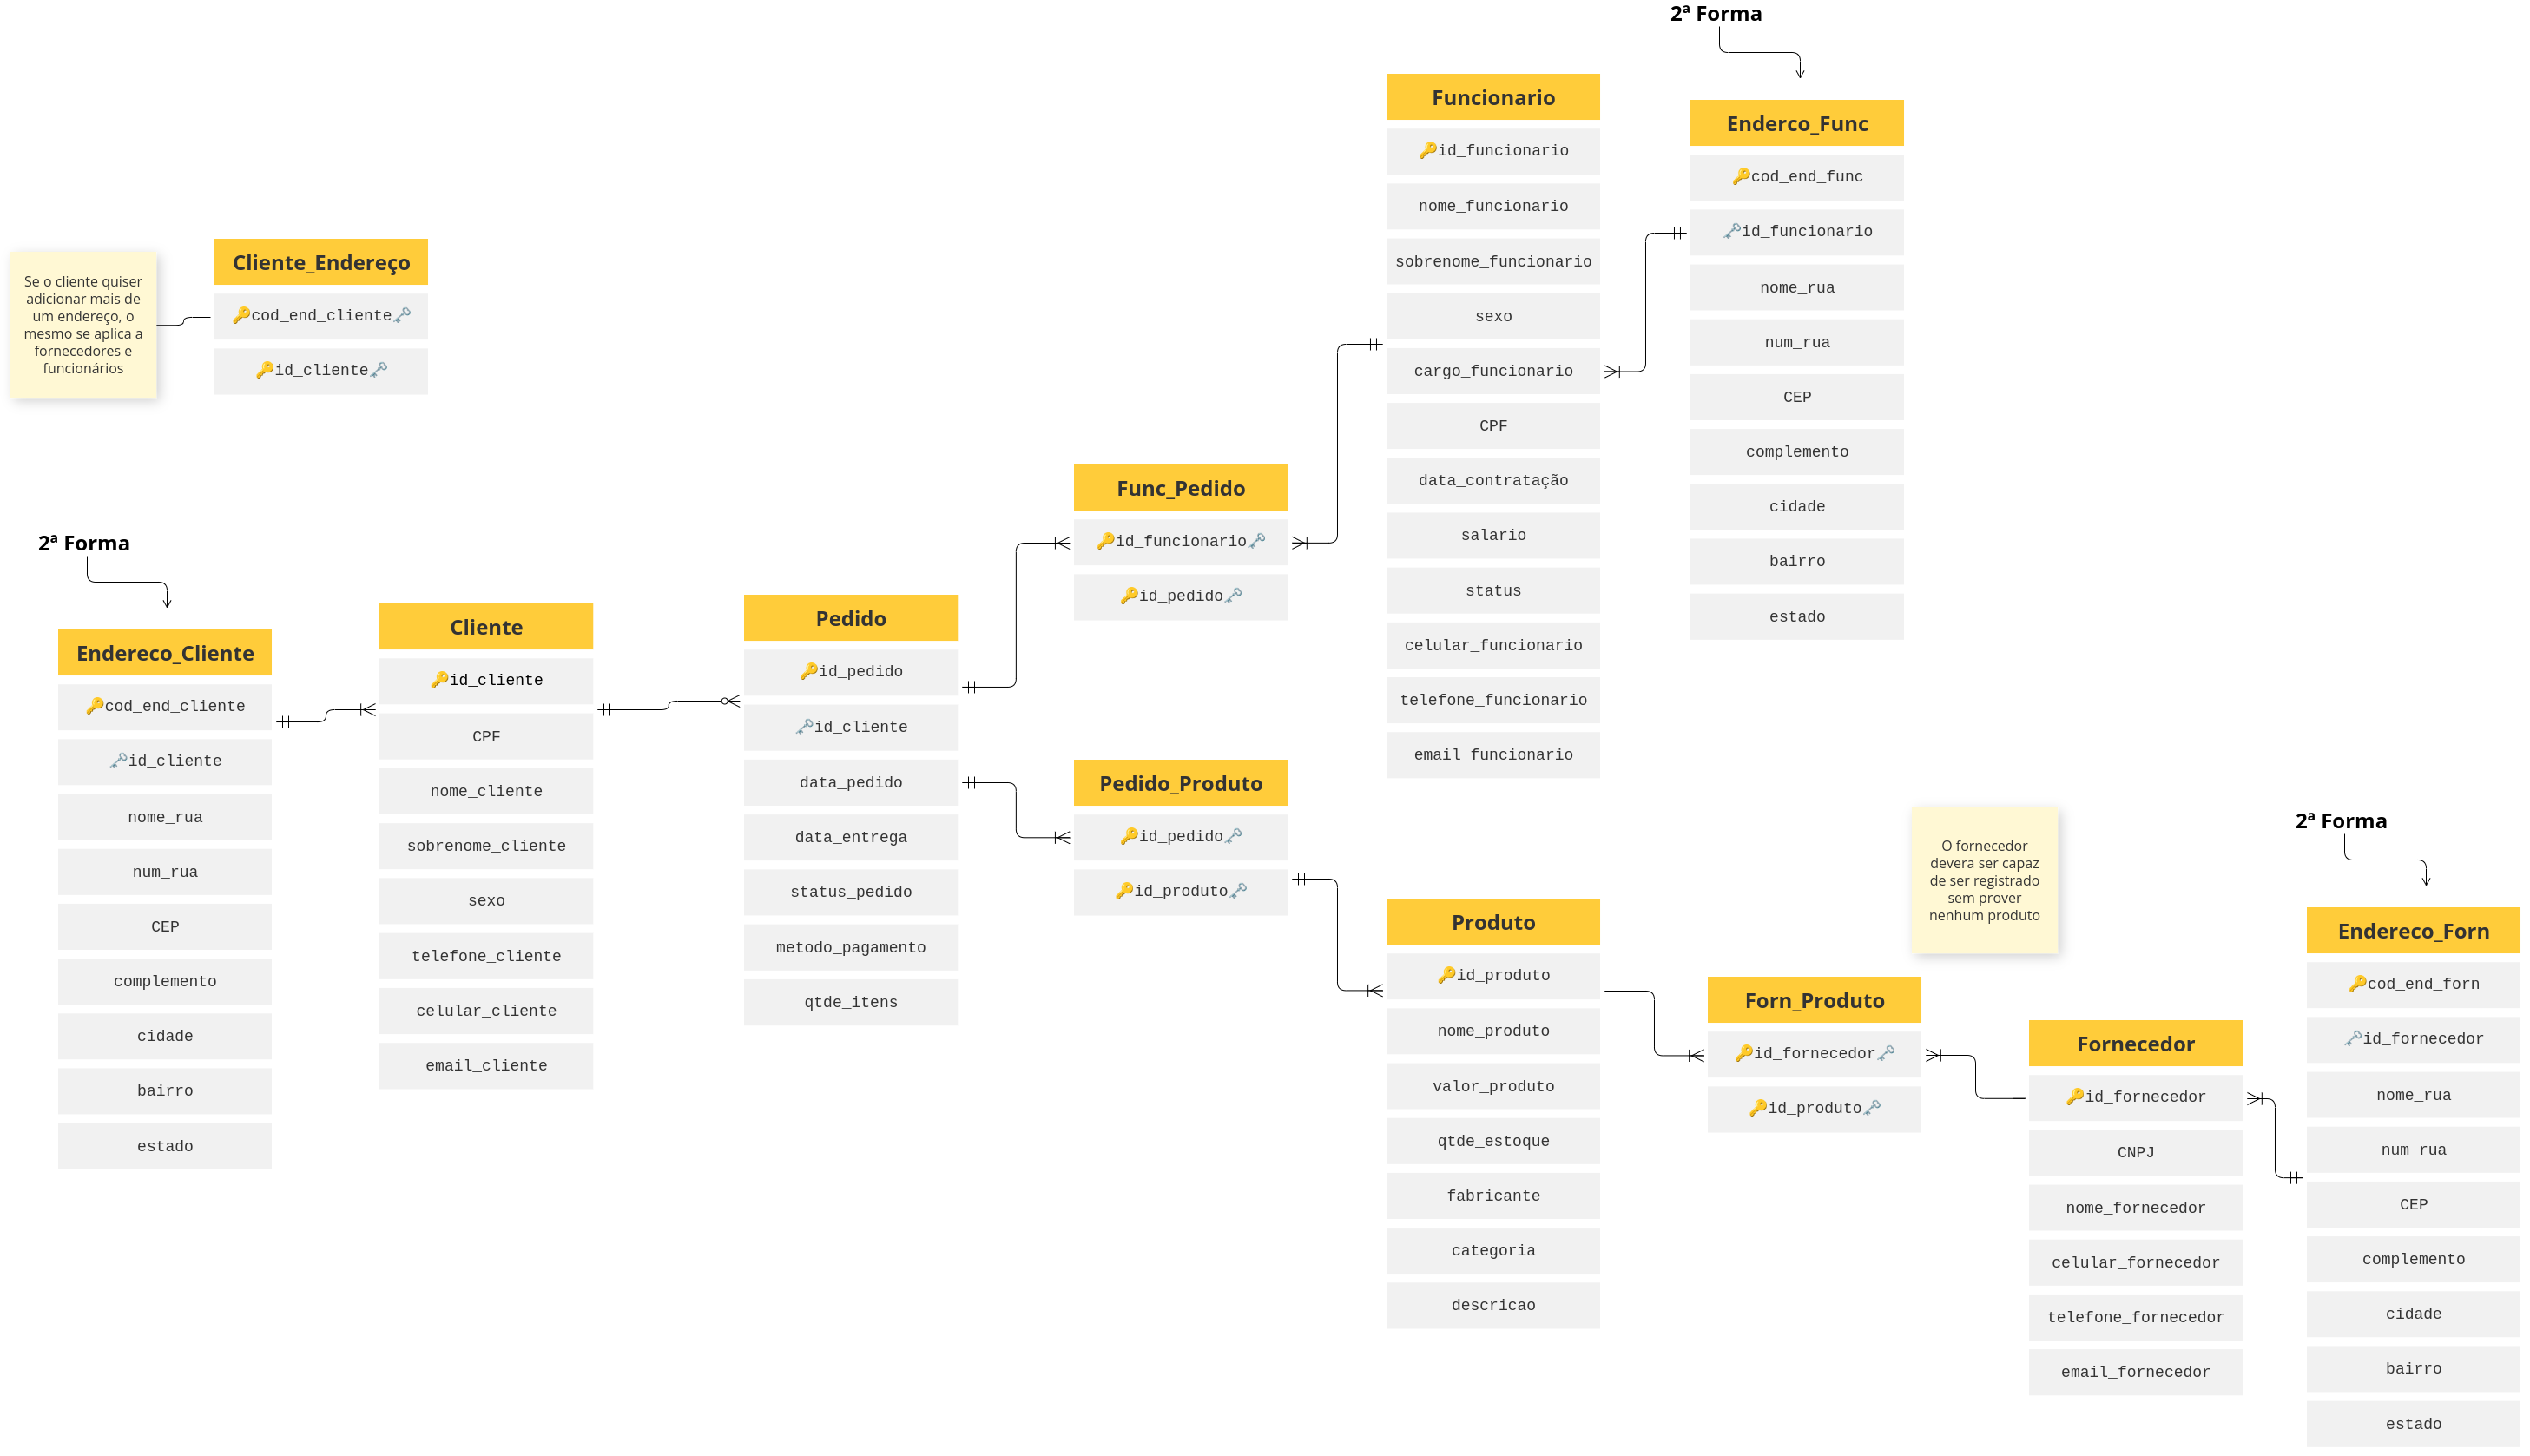 2ª Forma
Funcionario
🔑id_funcionario
nome_funcionario
sobrenome_funcionario
sexo
cargo_funcionario
CPF
data_contratação
salario
status
celular_funcionario
telefone_funcionario
email_funcionario
Enderco_Func
🔑cod_end_func
🗝️id_funcionario
nome_rua
num_rua
CEP
complemento
cidade
bairro
estado
Se o cliente quiser
adicionar mais de
um endereço, o
mesmo se aplica a
fornecedores e
funcionários
Cliente_Endereço
🔑cod_end_cliente🗝️
🔑id_cliente🗝️
2ª Forma
Endereco_Cliente
🔑cod_end_cliente
🗝️id_cliente
nome_rua
num_rua
CEP
complemento
cidade
bairro
estado
Cliente
🔑id_cliente
CPF
nome_cliente
sobrenome_cliente
sexo
telefone_cliente
celular_cliente
email_cliente
Pedido
🔑id_pedido
🗝️id_cliente
data_pedido
data_entrega
status_pedido
metodo_pagamento
qtde_itens
Func_Pedido
🔑id_funcionario🗝️
🔑id_pedido🗝️
Pedido_Produto
🔑id_pedido🗝️
🔑id_produto🗝️
Produto
🔑id_produto
nome_produto
valor_produto
qtde_estoque
fabricante
categoria
descricao
O fornecedor
devera ser capaz
de ser registrado
sem prover
nenhum produto
Forn_Produto
🔑id_fornecedor🗝️
🔑id_produto🗝️
Fornecedor
🔑id_fornecedor
CNPJ
nome_fornecedor
celular_fornecedor
telefone_fornecedor
email_fornecedor
2ª Forma
Endereco_Forn
🔑cod_end_forn
🗝️id_fornecedor
nome_rua
num_rua
CEP
complemento
cidade
bairro
estado